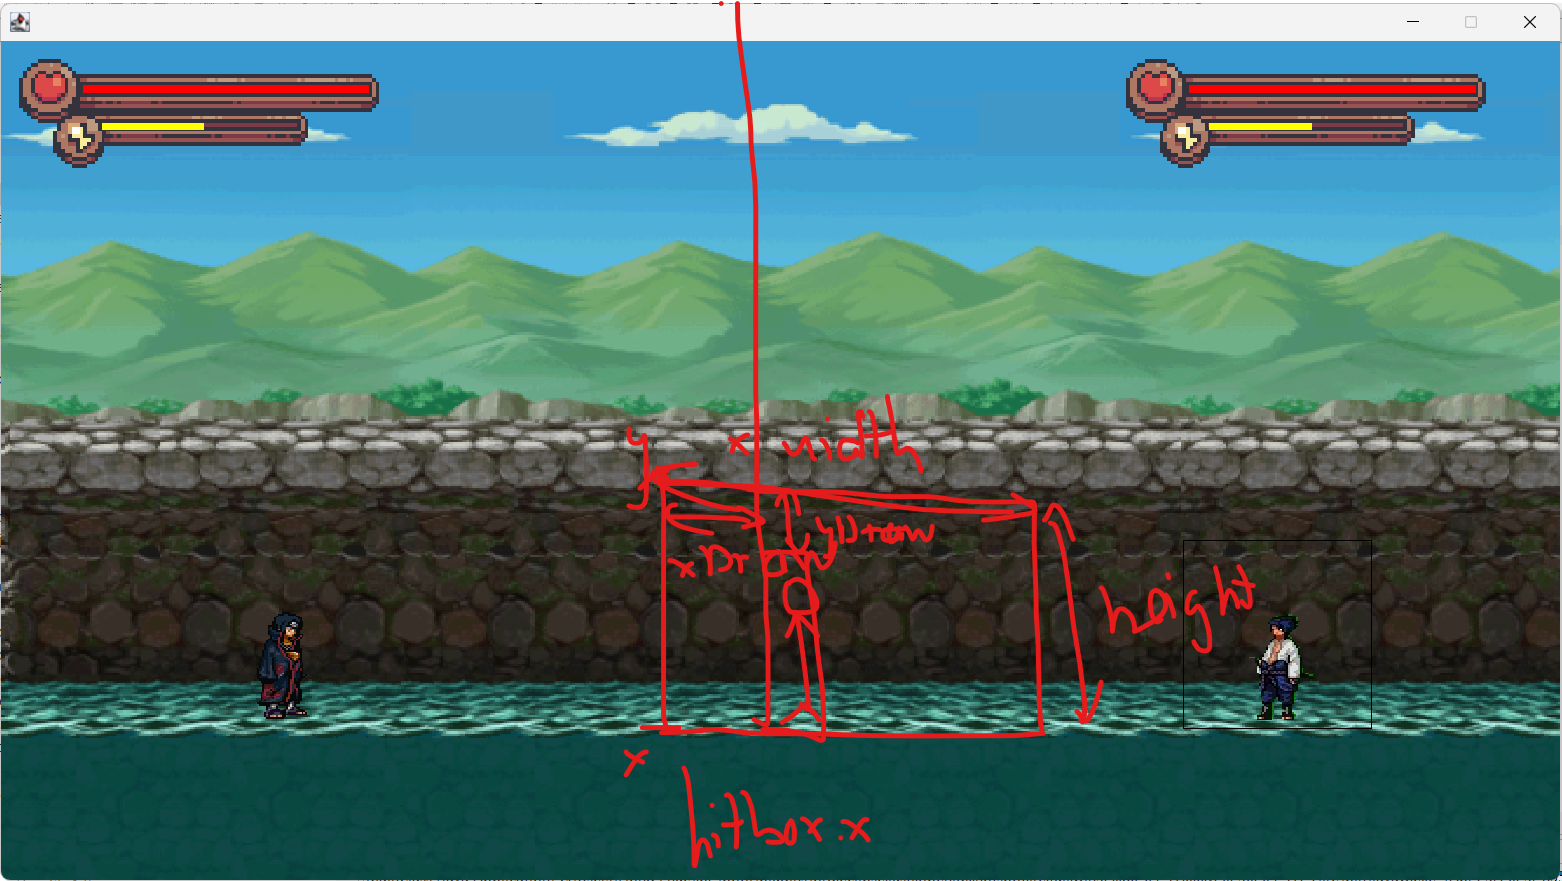 y
x width
yDraw
xDr
height
x
hitbox.x